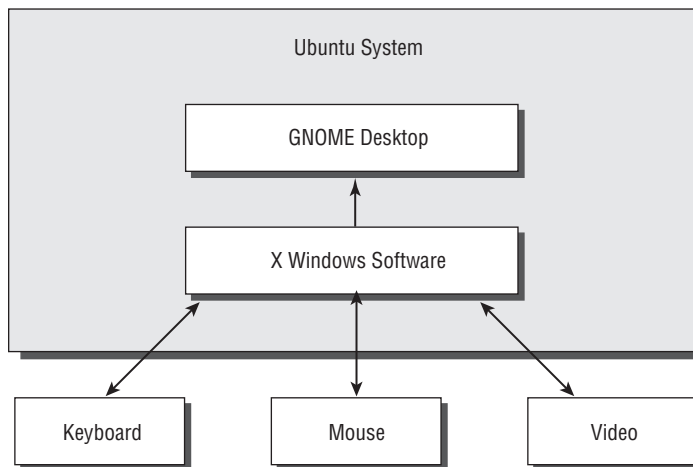 Ubuntu System
GNOME Desktop
X Windows Software
Keyboard
Mouse
Video